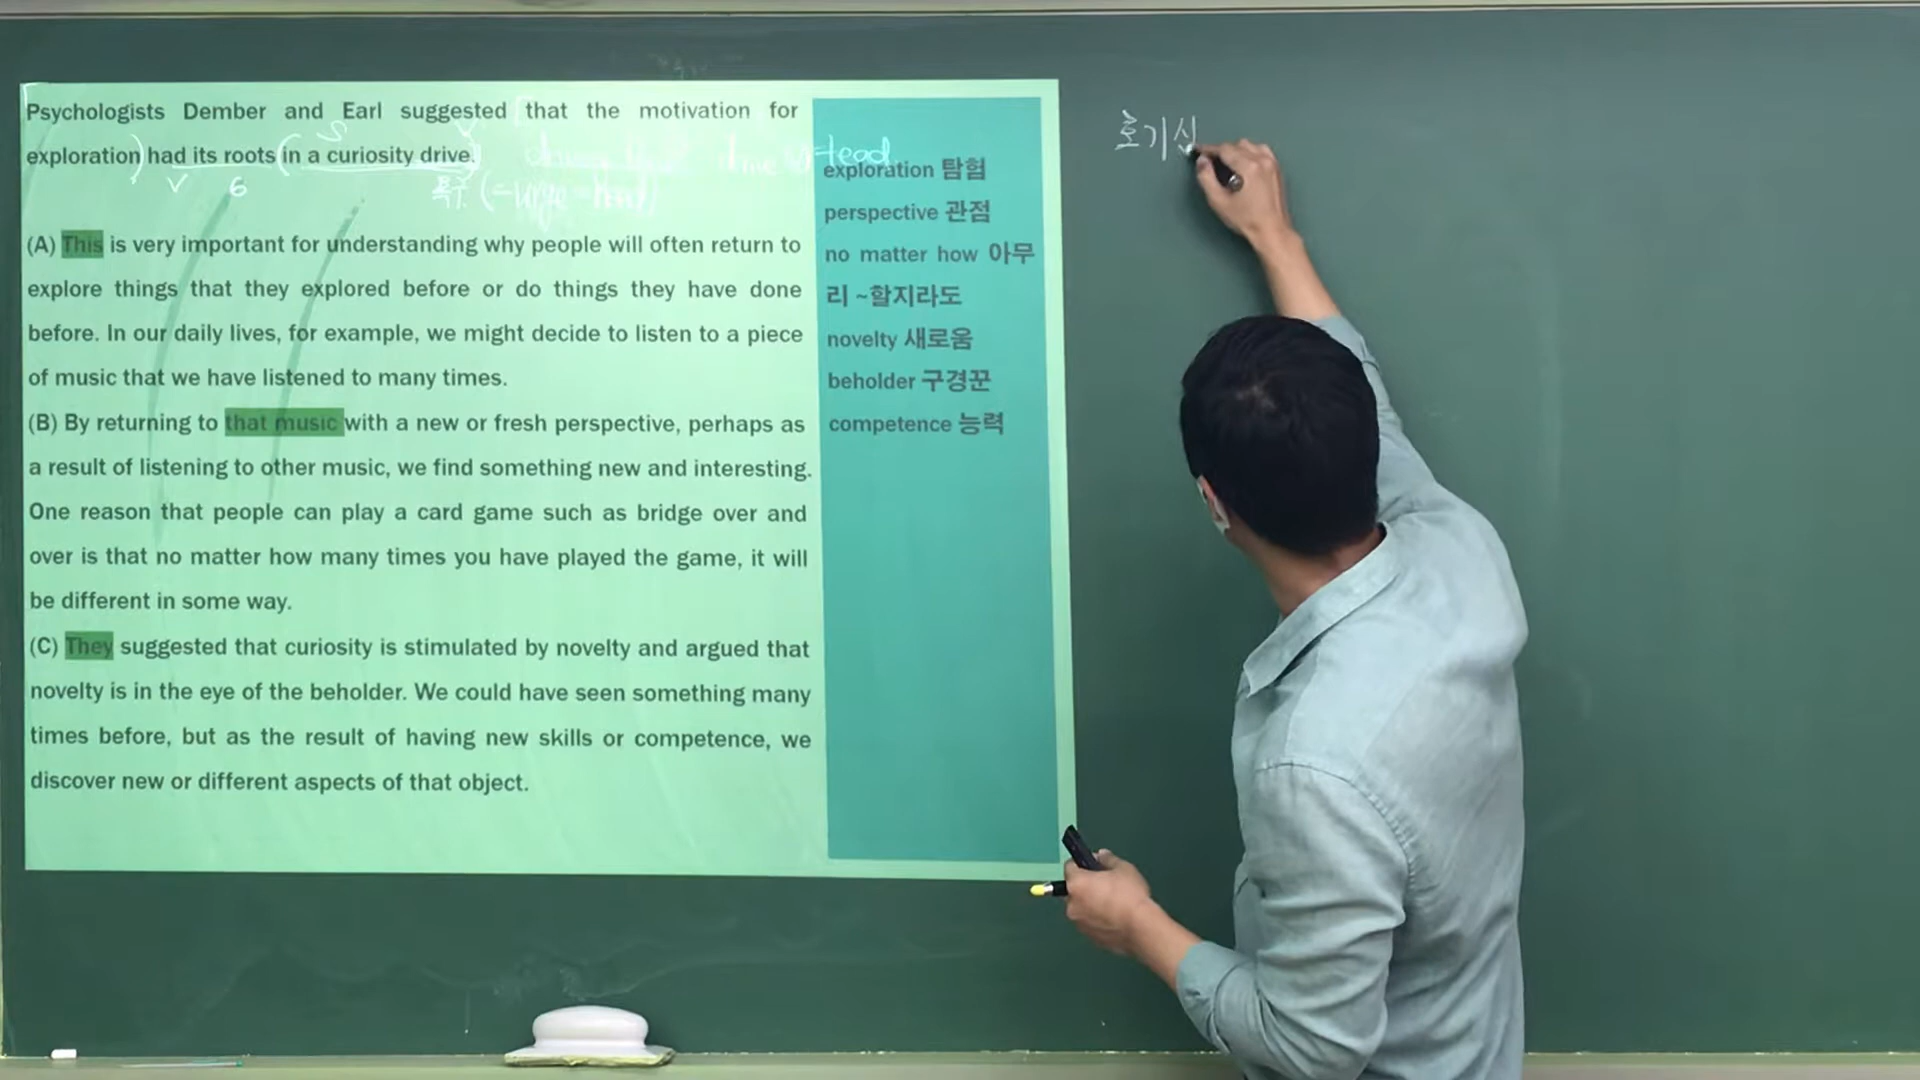 Psychologists Dember and Earl suggested that the motivation for
exploration) had its roots (in a curiosity drive.
S
V
6
욕구 (=urge
=lead
(A) This is very important for understanding why people will often return to
explore things that they explored before or do things they have done
before. In our daily lives, for example, we might decide to listen to a piece
of music that we have listened to many times.
(B) By returning to that music with a new or fresh perspective, perhaps as
a result of listening to other music, we find something new and interesting.
One reason that people can play a card game such as bridge over and
over is that no matter how many times you have played the game, it will
be different in some way.
(C) They suggested that curiosity is stimulated by novelty and argued that
novelty is in the eye of the beholder. We could have seen something many
times before, but as the result of having new skills or competence, we
discover new or different aspects of that object.
exploration 탐험
perspective 관점
no matter how 아무
리 ~할지라도
novelty 새로움
beholder 구경꾼
competence 능력
호기심